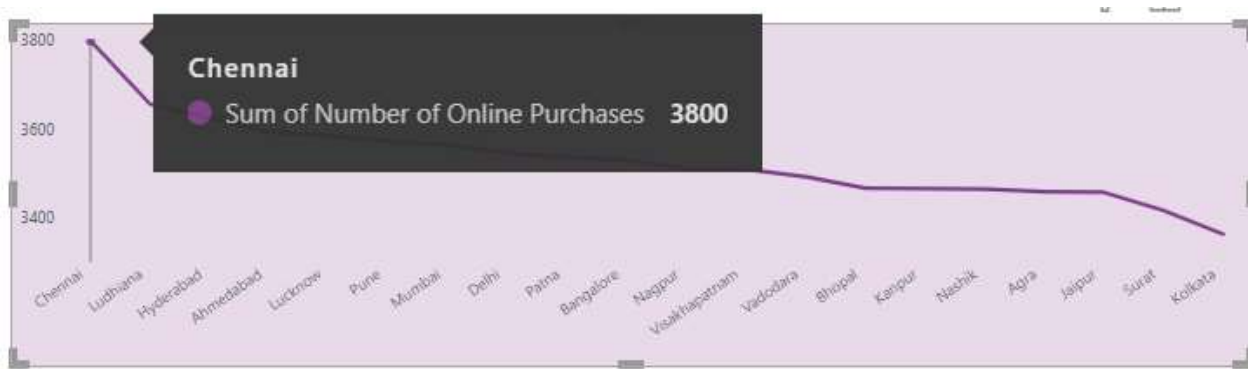 3800
Chennai
Sum of Number of Online Purchases 3800
3600
3400
Chennai Ludhiana Hyderabad Ahmedabad Lucknow Pune Mumbai Delhi Patna Bangalore Nagpur Visakhapatnam Vadodara Bhopal Kanpur Nashik Agra Jaipur Surat Kolkata